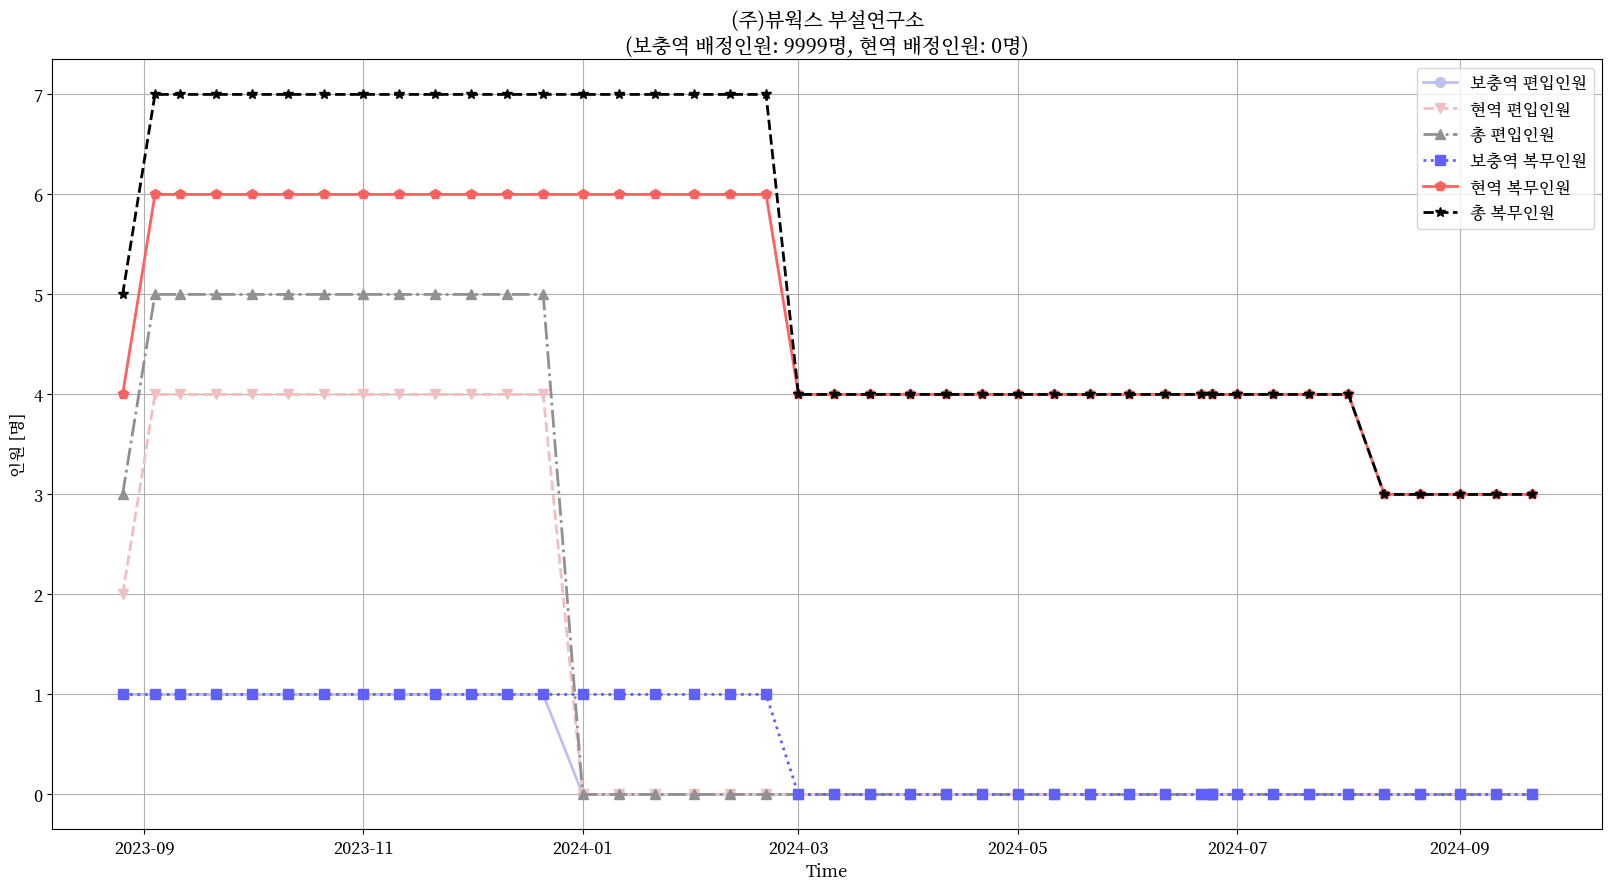 (주)뷰웍스 부설연구소
(보충역 배정인원: 9999명, 현역 배정인원: 0명)
보충역 편입인원
현역 편입인원
총 편입인원
보충역 복무인원
현역 복무인원
총 복무인원
7
6
5
4
3
2
1
0
인원 [명]
2023-09
2023-11
2024-01
2024-03
2024-05
2024-07
2024-09
Time